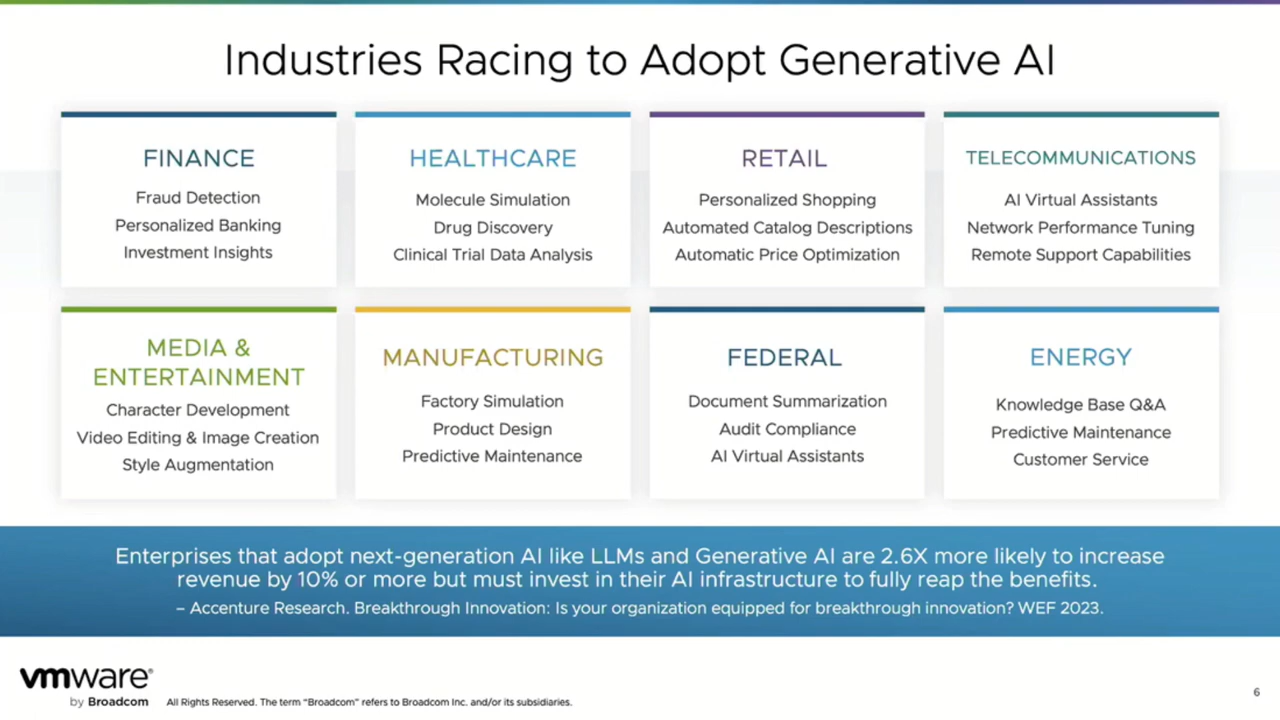 Industries Racing to Adopt Generative AI
FINANCE
Fraud Detection
Personalized Banking
Investment Insights
HEALTHCARE
Molecule Simulation
Drug Discovery
Clinical Trial Data Analysis
RETAIL
Personalized Shopping
Automated Catalog Descriptions
Automatic Price Optimization
TELECOMMUNICATIONS
AI Virtual Assistants
Network Performance Tuning
Remote Support Capabilities
MEDIA &
ENTERTAINMENT
Character Development
Video Editing & Image Creation
Style Augmentation
MANUFACTURING
Factory Simulation
Product Design
Predictive Maintenance
FEDERAL
Document Summarization
Audit Compliance
AI Virtual Assistants
ENERGY
Knowledge Base Q&A
Predictive Maintenance
Customer Service
Enterprises that adopt next-generation AI like LLMs and Generative AI are 2.6X more likely to increase
revenue by 10% or more but must invest in their AI infrastructure to fully reap the benefits.
– Accenture Research. Breakthrough Innovation: Is your organization equipped for breakthrough innovation? WEF 2023.
vmware®
by Broadcom
All Rights Reserved. The term “Broadcom” refers to Broadcom Inc. and/or its subsidiaries.
6